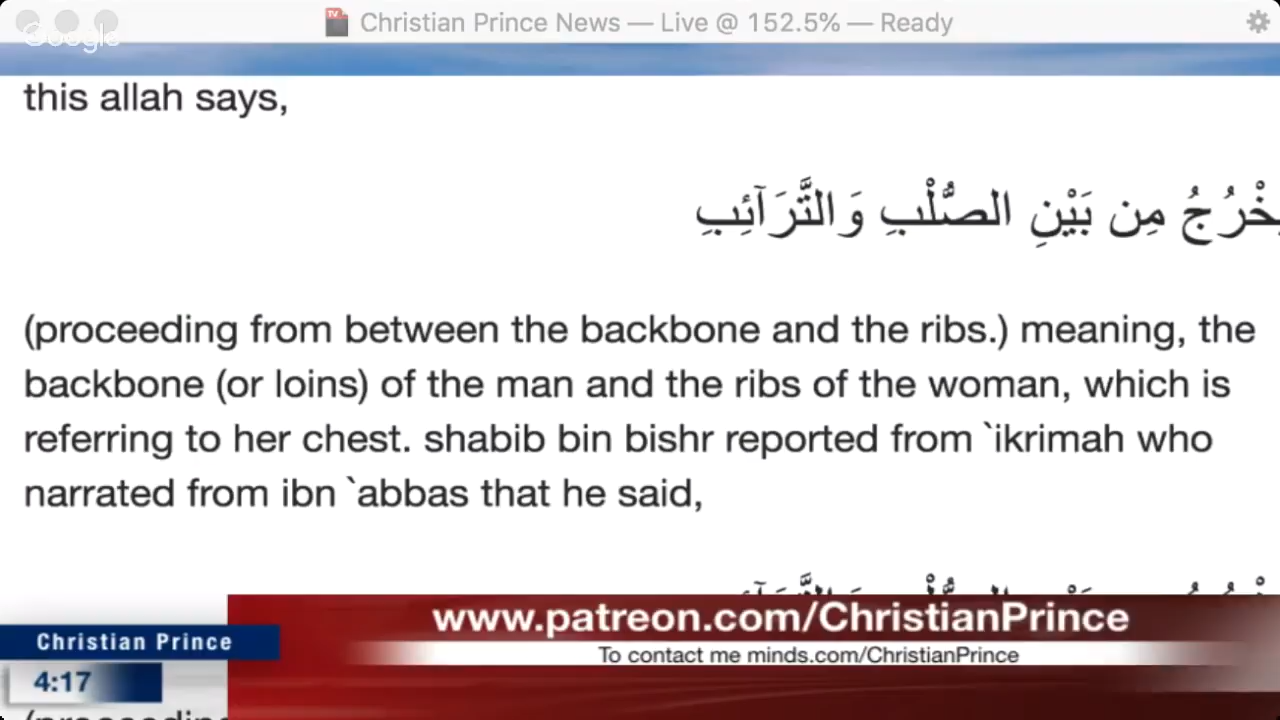 Christian Prince News — Live @ 152.5% — Ready
Google
this allah says,
يَخْرُجُ مِن بَيْنِ الصُّلْبِ وَالتَّرَآئِبِ
(proceeding from between the backbone and the ribs.) meaning, the
backbone (or loins) of the man and the ribs of the woman, which is
referring to her chest. shabib bin bishr reported from `ikrimah who
narrated from ibn `abbas that he said,
www.patreon.com/ChristianPrince
To contact me minds.com/ChristianPrince
Christian Prince
4:17